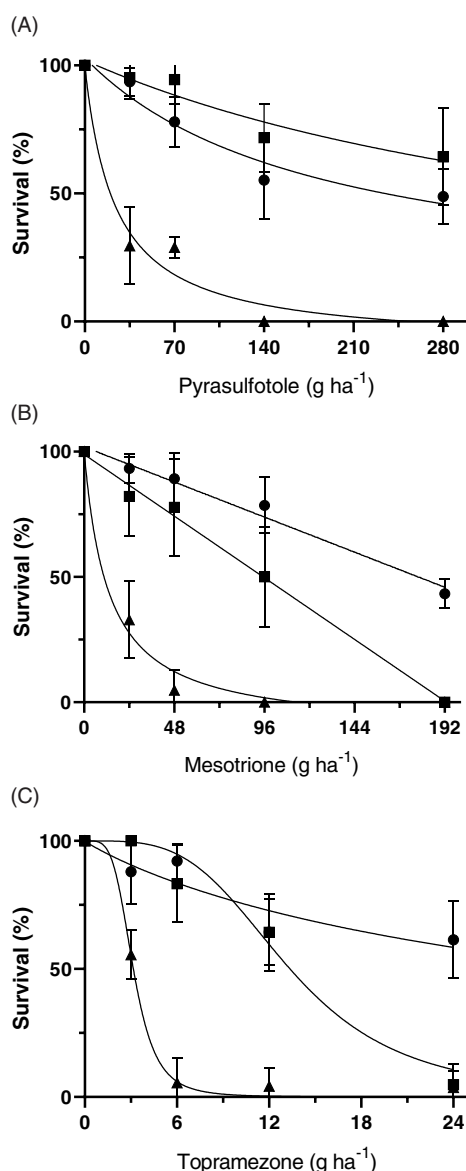 (A)
100
50
0
Survival (%)
0 70 140 210 280
Pyrasulfotole (g ha⁻¹)
(B)
100
50
0
Survival (%)
0 48 96 144 192
Mesotrione (g ha⁻¹)
(C)
100
50
0
Survival (%)
0 6 12 18 24
Topramezone (g ha⁻¹)